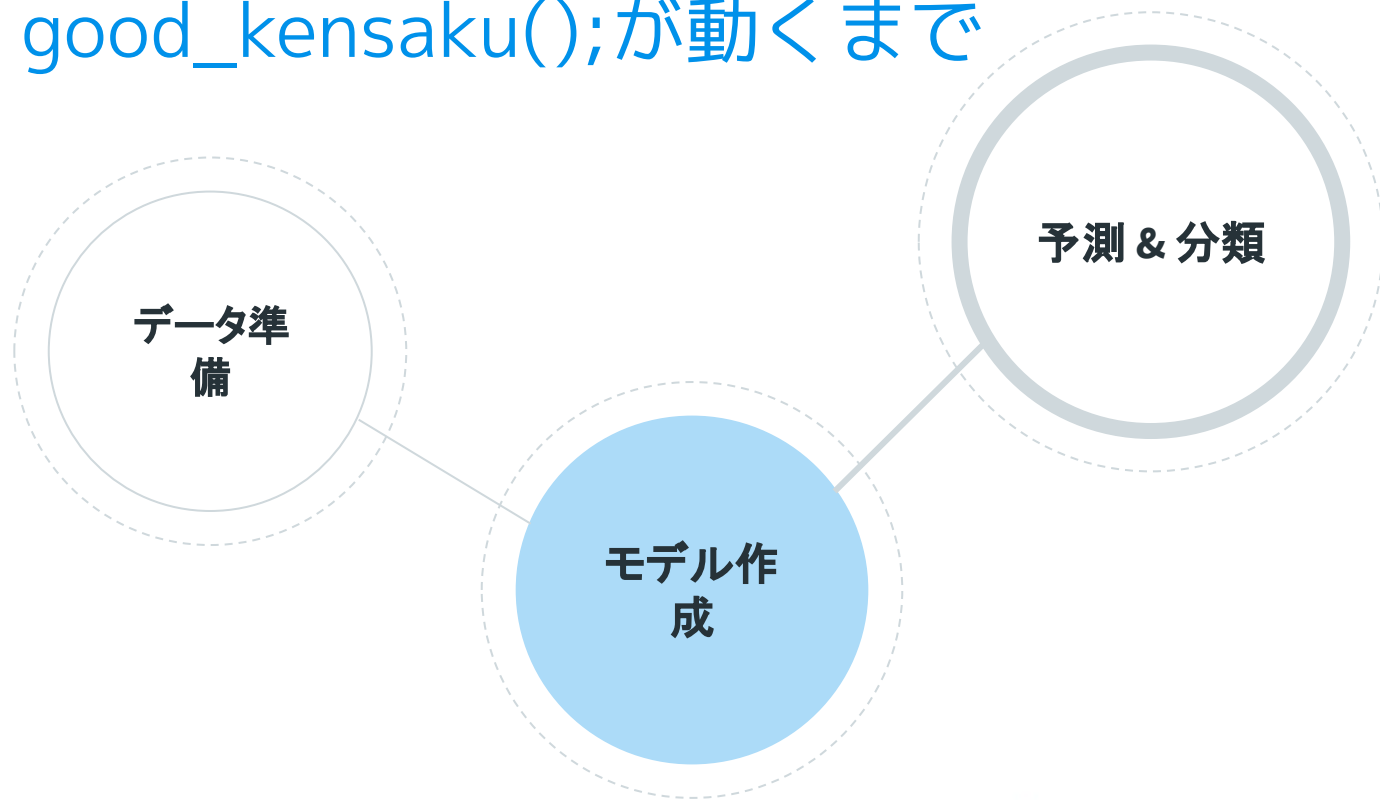 good_kensaku();が動くまで
予測 & 分類
データ準
備
モデル作
成